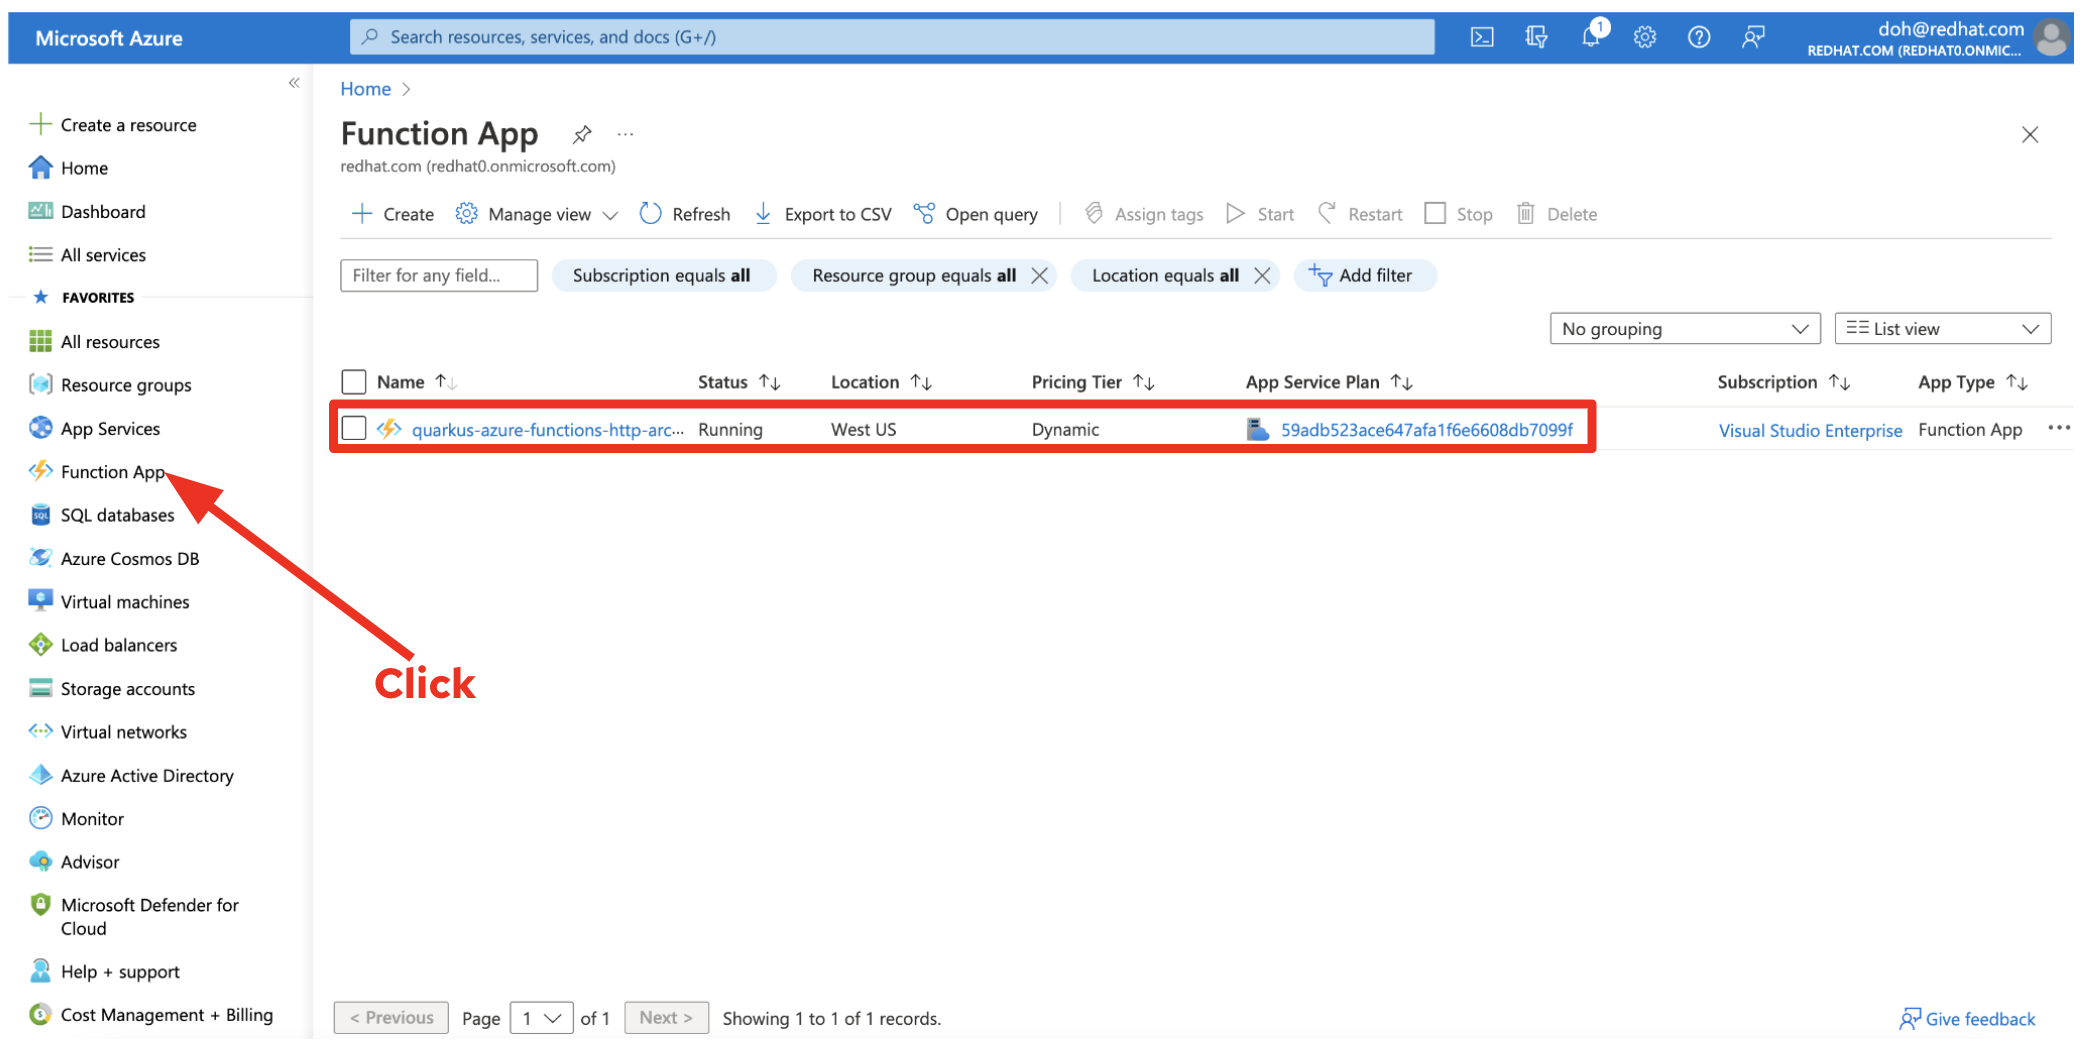 Microsoft Azure
Search resources, services, and docs (G+/)
1
doh@redhat.com
REDHAT.COM (REDHAT0.ONMIC...
«
Create a resource
Home
Dashboard
All services
FAVORITES
All resources
Resource groups
App Services
Function App
SQL databases
Azure Cosmos DB
Virtual machines
Load balancers
Storage accounts
Virtual networks
Azure Active Directory
Monitor
Advisor
Microsoft Defender for
Cloud
Help + support
Cost Management + Billing
Home >
Function App ...
redhat.com (redhat0.onmicrosoft.com)
Create Manage view Refresh Export to CSV Open query Assign tags Start Restart Stop Delete
Filter for any field... Subscription equals all Resource group equals all Location equals all Add filter
No grouping List view
Name Status Location Pricing Tier App Service Plan Subscription App Type
quarkus-azure-functions-http-arc... Running West US Dynamic 59adb523ace647afa1f6e6608db7099f Visual Studio Enterprise Function App ...
Click
< Previous Page 1 of 1 Next > Showing 1 to 1 of 1 records.
Give feedback